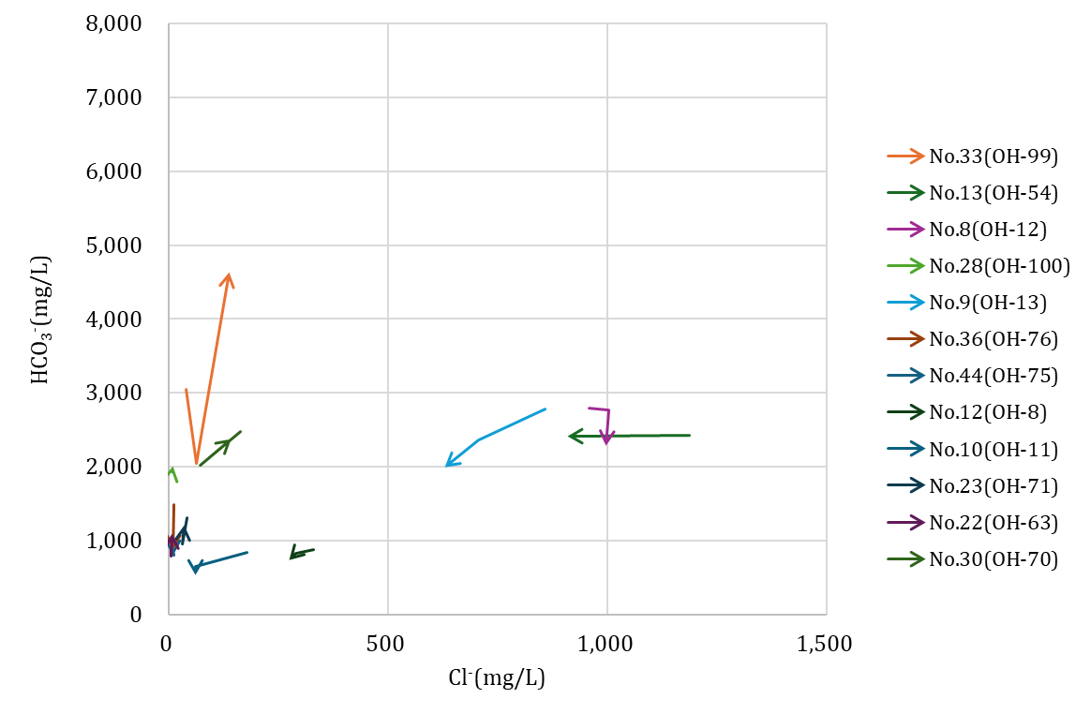 8,000
7,000
6,000
5,000
4,000
3,000
2,000
1,000
0
HCO₃⁻(mg/L)
0 500 1,000 1,500
Cl⁻(mg/L)
No.33(OH-99)
No.13(OH-54)
No.8(OH-12)
No.28(OH-100)
No.9(OH-13)
No.36(OH-76)
No.44(OH-75)
No.12(OH-8)
No.10(OH-11)
No.23(OH-71)
No.22(OH-63)
No.30(OH-70)